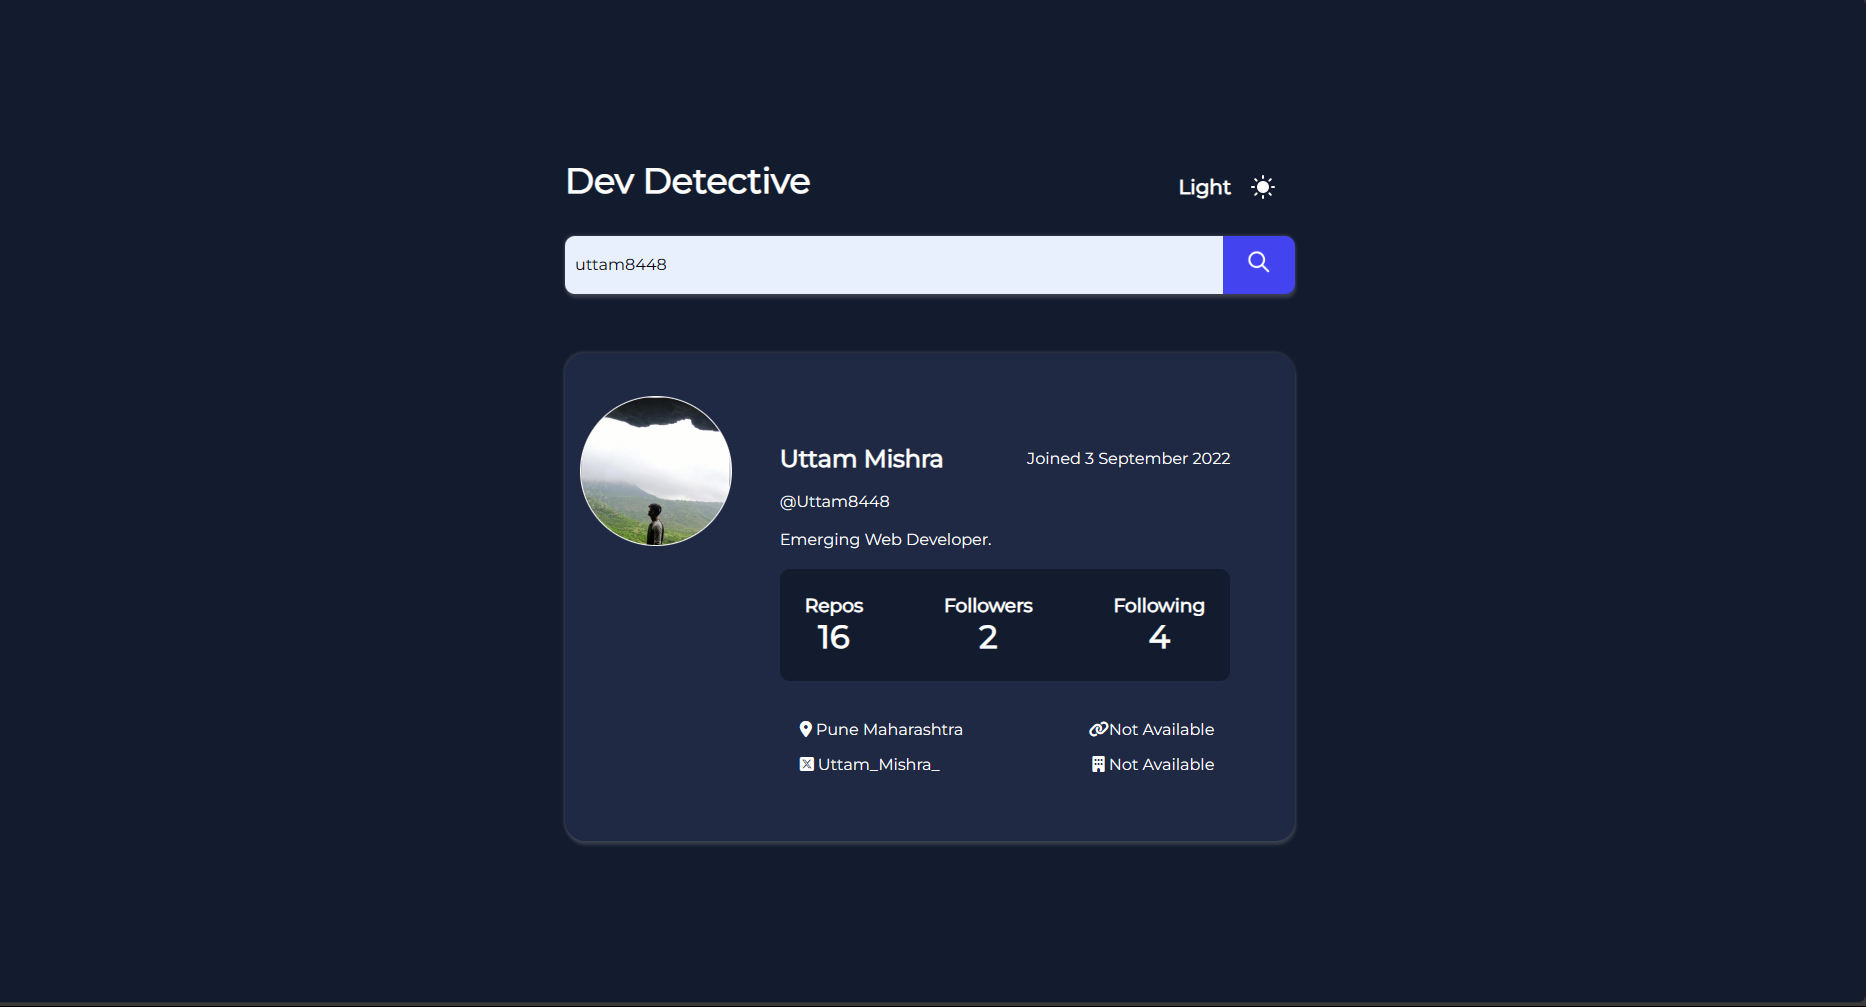 Dev Detective
Light
uttam8448
Uttam Mishra
Joined 3 September 2022
@Uttam8448
Emerging Web Developer.
Repos Followers Following
16 2 4
Pune Maharashtra
Not Available
Uttam_Mishra_
Not Available